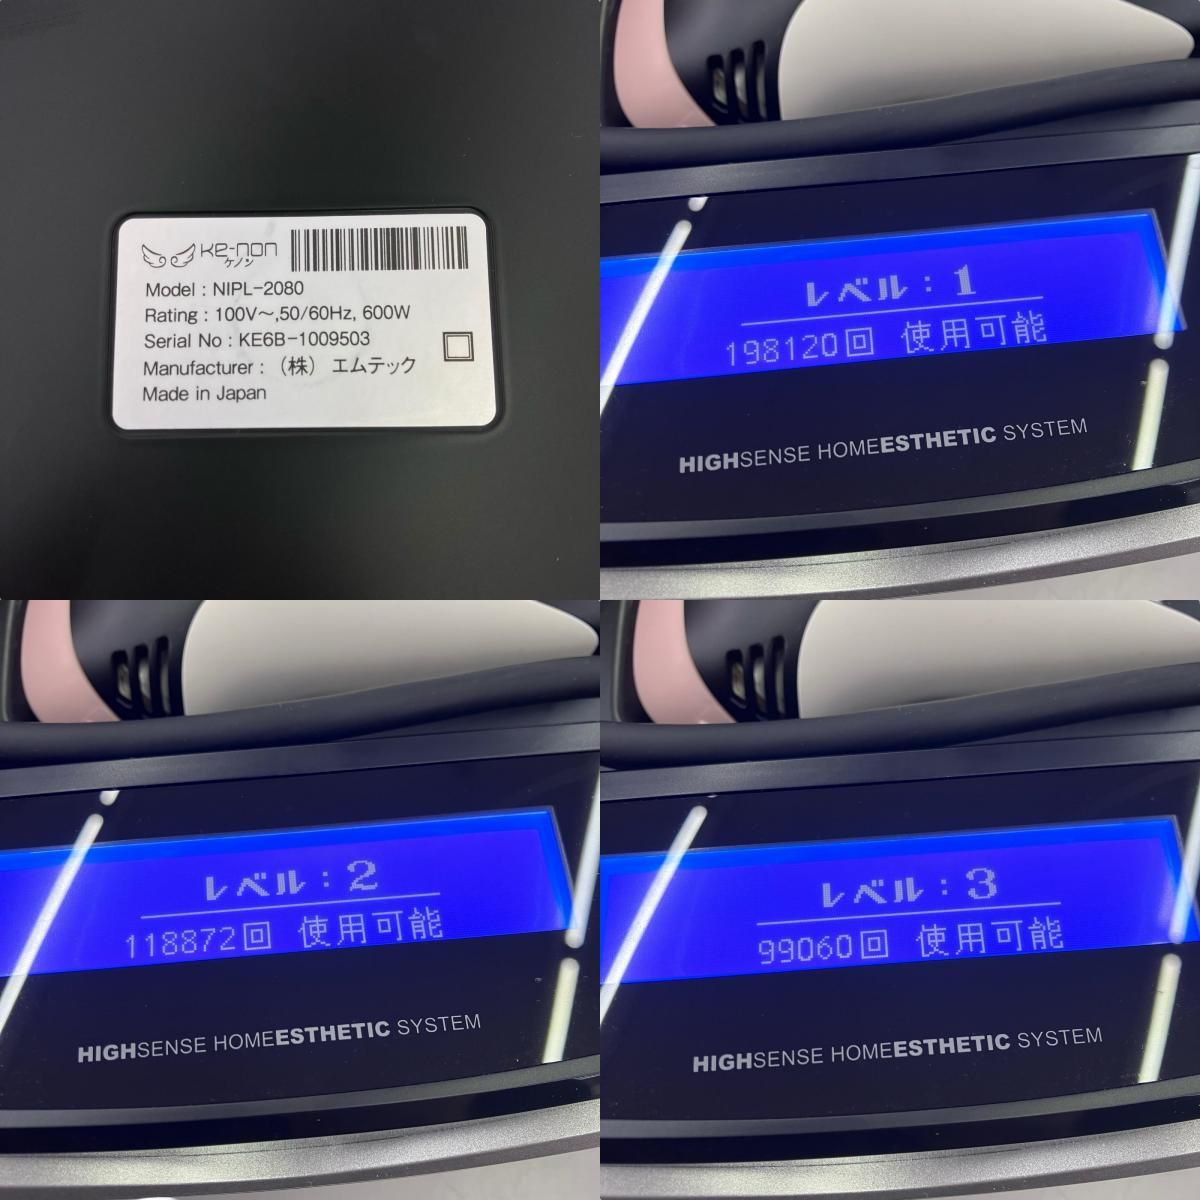 ke-non
ケノン
Model : NIPL-2080
Rating : 100V~,50/60Hz, 600W
Serial No : KE6B-1009503
Manufacturer : (株) エムテック
Made in Japan
レベル : 1
198120回 使用可能
HIGHSENSE HOMEESTHETIC SYSTEM
レベル : 2
118872回 使用可能
HIGHSENSE HOMEESTHETIC SYSTEM
レベル : 3
99060回 使用可能
HIGHSENSE HOMEESTHETIC SYSTEM